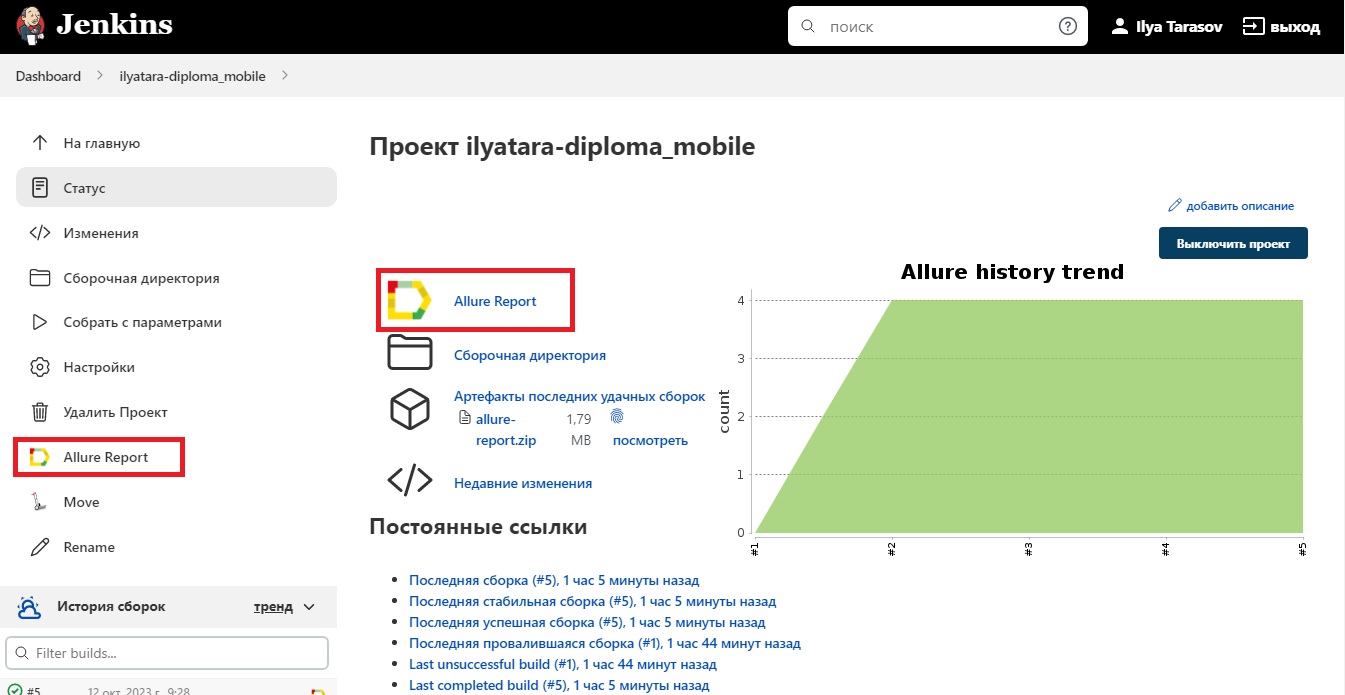 Jenkins
поиск
Ilya Tarasov
выход
Dashboard
ilyatara-diploma_mobile
На главную
Статус
Изменения
Сборочная директория
Собрать с параметрами
Настройки
Удалить Проект
Allure Report
Move
Rename
История сборок
тренд
Filter builds...
#5
12 окт. 2023 г., 9:28
Проект ilyatara-diploma_mobile
добавить описание
Выключить проект
Allure Report
Сборочная директория
Артефакты последних удачных сборок
allure-
report.zip
1,79
MB
посмотреть
Недавние изменения
Allure history trend
count
4
3
2
1
0
#1
#2
#3
#4
#5
Постоянные ссылки
Последняя сборка (#5), 1 час 5 минуты назад
Последняя стабильная сборка (#5), 1 час 5 минуты назад
Последняя успешная сборка (#5), 1 час 5 минуты назад
Последняя провалившаяся сборка (#1), 1 час 44 минут назад
Last unsuccessful build (#1), 1 час 44 минут назад
Last completed build (#5), 1 час 5 минуты назад